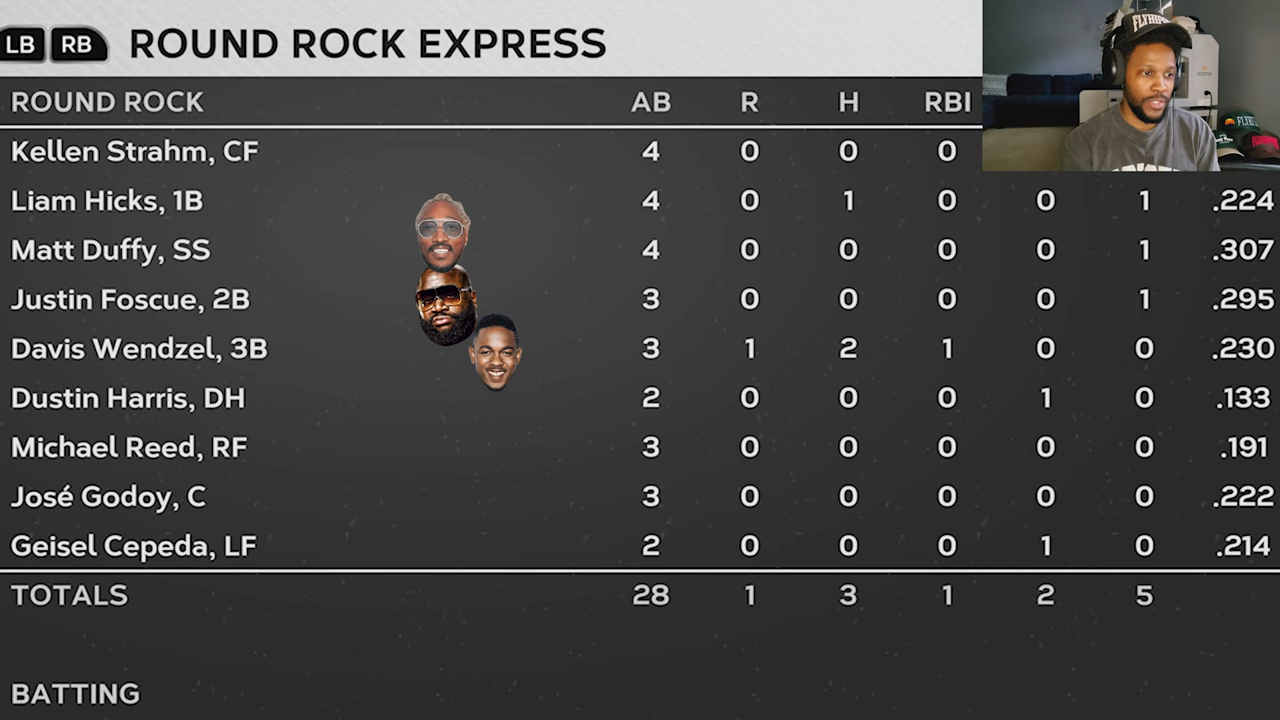 LB RB ROUND ROCK EXPRESS
ROUND ROCK AB R H RBI
Kellen Strahm, CF 4 0 0 0
Liam Hicks, 1B 4 0 1 0 0 1 .224
Matt Duffy, SS 4 0 0 0 0 1 .307
Justin Foscue, 2B 3 0 0 0 0 1 .295
Davis Wendzel, 3B 3 1 2 1 0 0 .230
Dustin Harris, DH 2 0 0 0 1 0 .133
Michael Reed, RF 3 0 0 0 0 0 .191
José Godoy, C 3 0 0 0 0 0 .222
Geisel Cepeda, LF 2 0 0 0 1 0 .214
TOTALS 28 1 3 1 2 5
BATTING